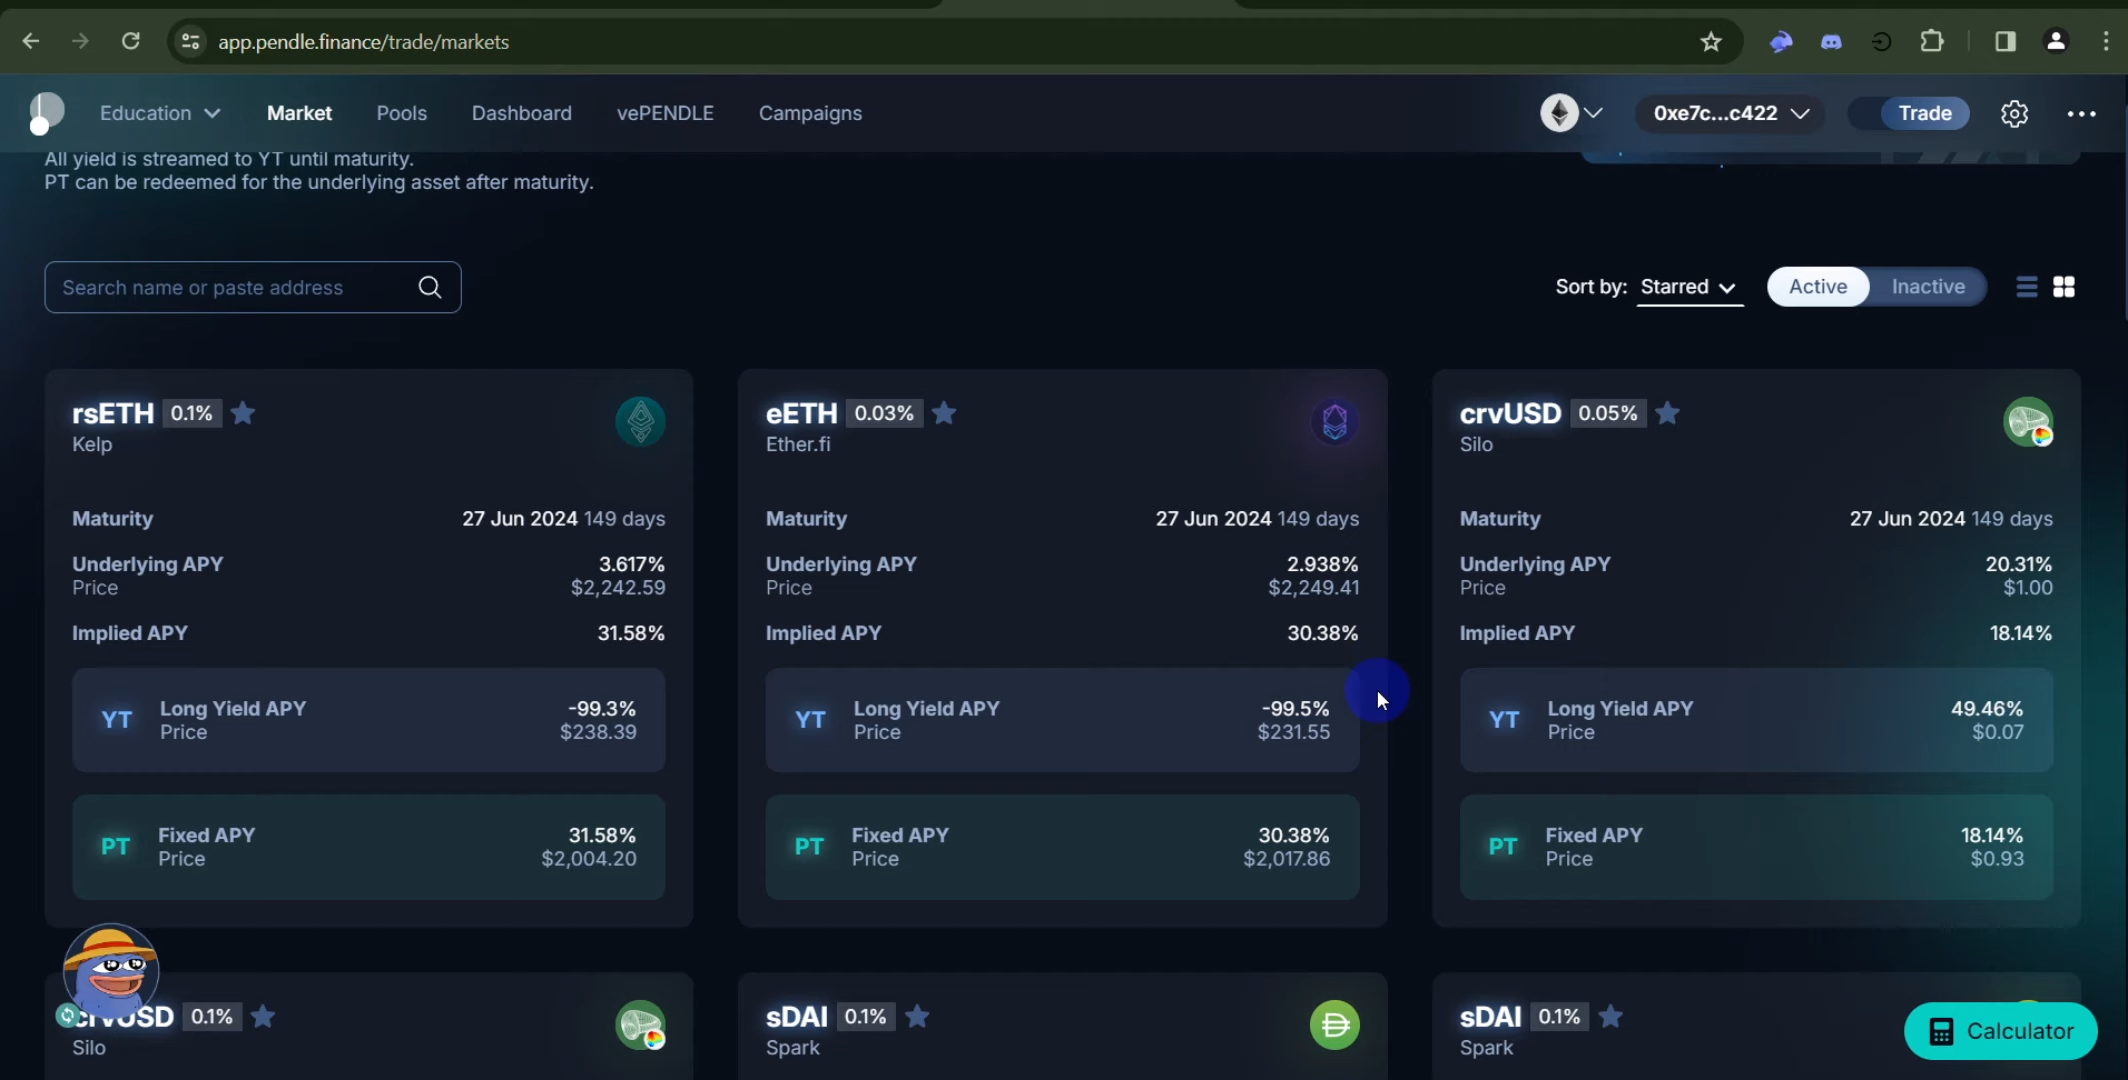 app.pendle.finance/trade/markets
Education Market Pools Dashboard vePENDLE Campaigns 0xe7c...c422 Trade
All yield is streamed to YT until maturity.
PT can be redeemed for the underlying asset after maturity.
Search name or paste address Sort by: Starred Active Inactive
rsETH 0.1%
Kelp
Maturity 27 Jun 2024 149 days
Underlying APY 3.617%
Price $2,242.59
Implied APY 31.58%
YT Long Yield APY -99.3%
Price $238.39
PT Fixed APY 31.58%
Price $2,004.20
eETH 0.03%
Ether.fi
Maturity 27 Jun 2024 149 days
Underlying APY 2.938%
Price $2,249.41
Implied APY 30.38%
YT Long Yield APY -99.5%
Price $231.55
PT Fixed APY 30.38%
Price $2,017.86
crvUSD 0.05%
Silo
Maturity 27 Jun 2024 149 days
Underlying APY 20.31%
Price $1.00
Implied APY 18.14%
YT Long Yield APY 49.46%
Price $0.07
PT Fixed APY 18.14%
Price $0.93
crvUSD 0.1%
Silo
sDAI 0.1%
Spark
sDAI 0.1%
Spark
Calculator